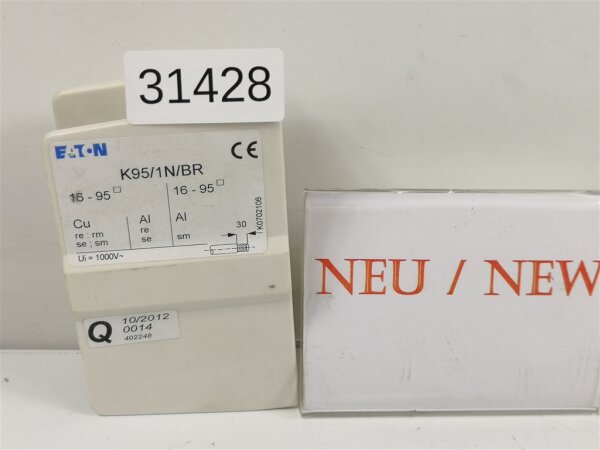 31428
EATON
CE
K95/1N/BR
16 - 95 □ 16 - 95 □
Cu Al Al
re ; rm re sm
se ; sm se
30
K0702106
Ui = 1000V~
Q 10/2012
0014
402248
NEU / NEW